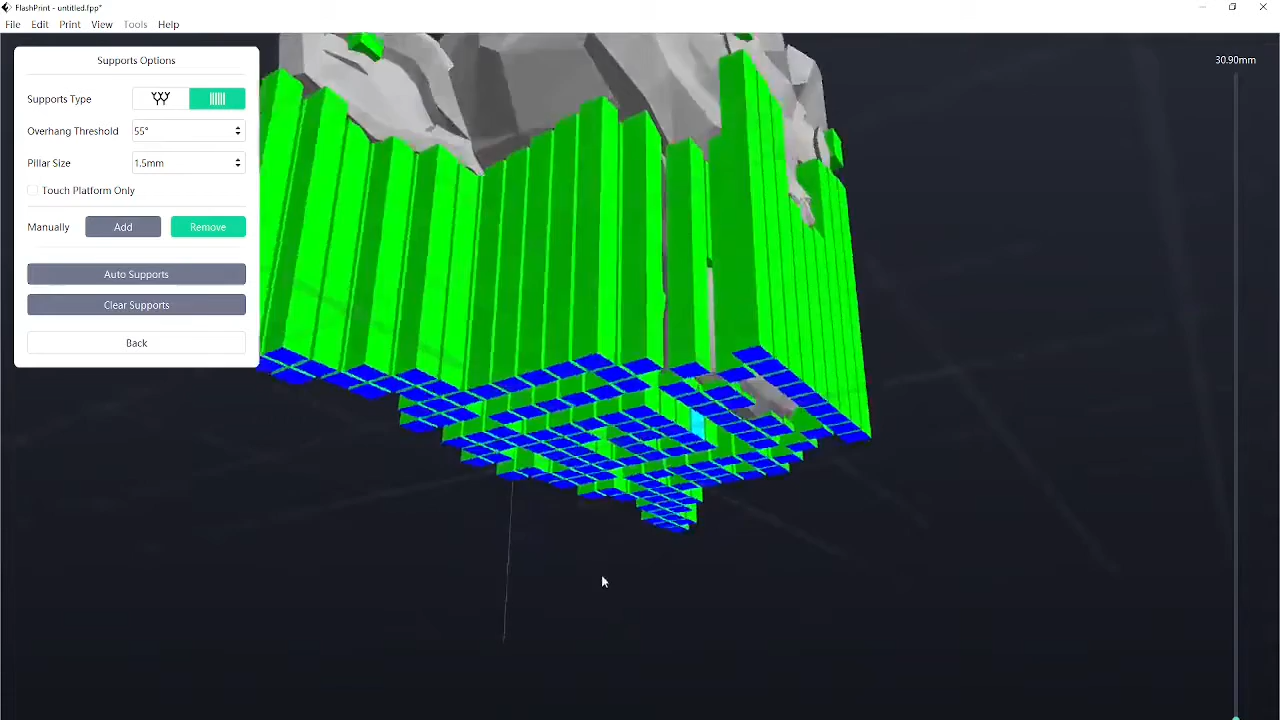 FlashPrint - untitled.fpp*
File Edit Print View Tools Help
Supports Options
30.90mm
Supports Type
Overhang Threshold 55°
Pillar Size 1.5mm
Touch Platform Only
Manually Add Remove
Auto Supports
Clear Supports
Back